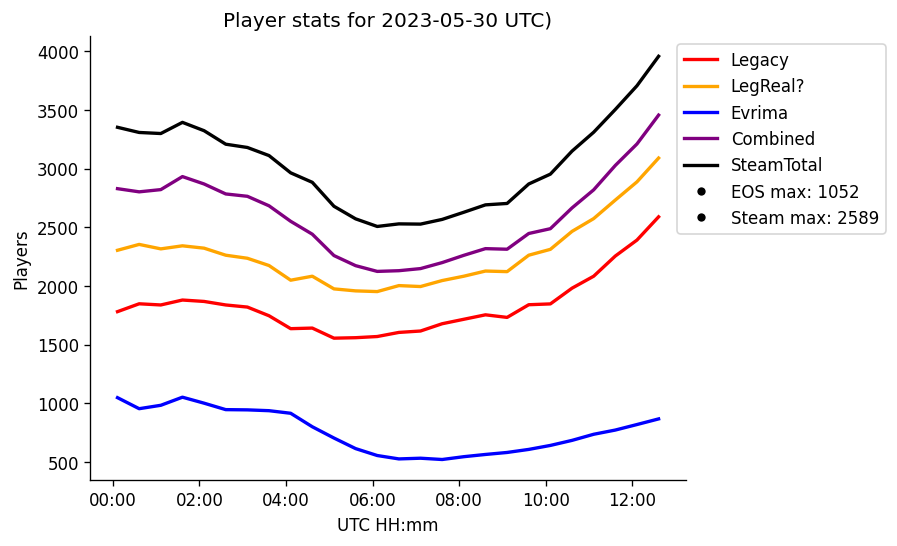 Player stats for 2023-05-30 UTC)
4000
3500
3000
2500
2000
1500
1000
500
Players
00:00 02:00 04:00 06:00 08:00 10:00 12:00
UTC HH:mm
Legacy
LegReal?
Evrima
Combined
SteamTotal
EOS max: 1052
Steam max: 2589